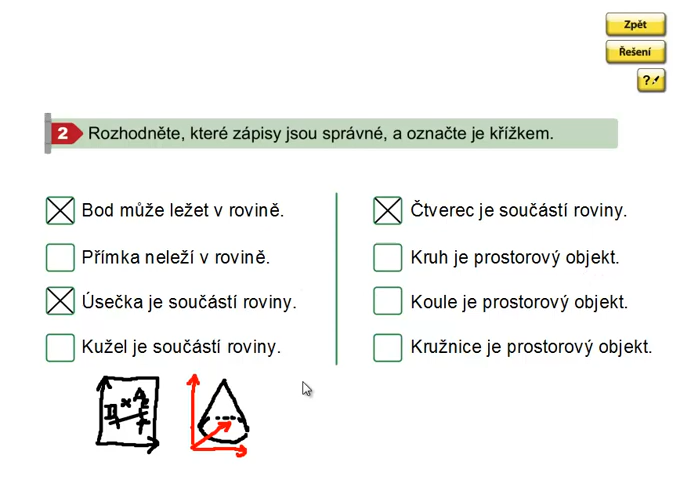 Zpět
Řešení
?
2 Rozhodněte, které zápisy jsou správné, a označte je křížkem.
Bod může ležet v rovině.
Přímka neleží v rovině.
Úsečka je součástí roviny.
Kužel je součástí roviny.
Čtverec je součástí roviny.
Kruh je prostorový objekt.
Koule je prostorový objekt.
Kružnice je prostorový objekt.